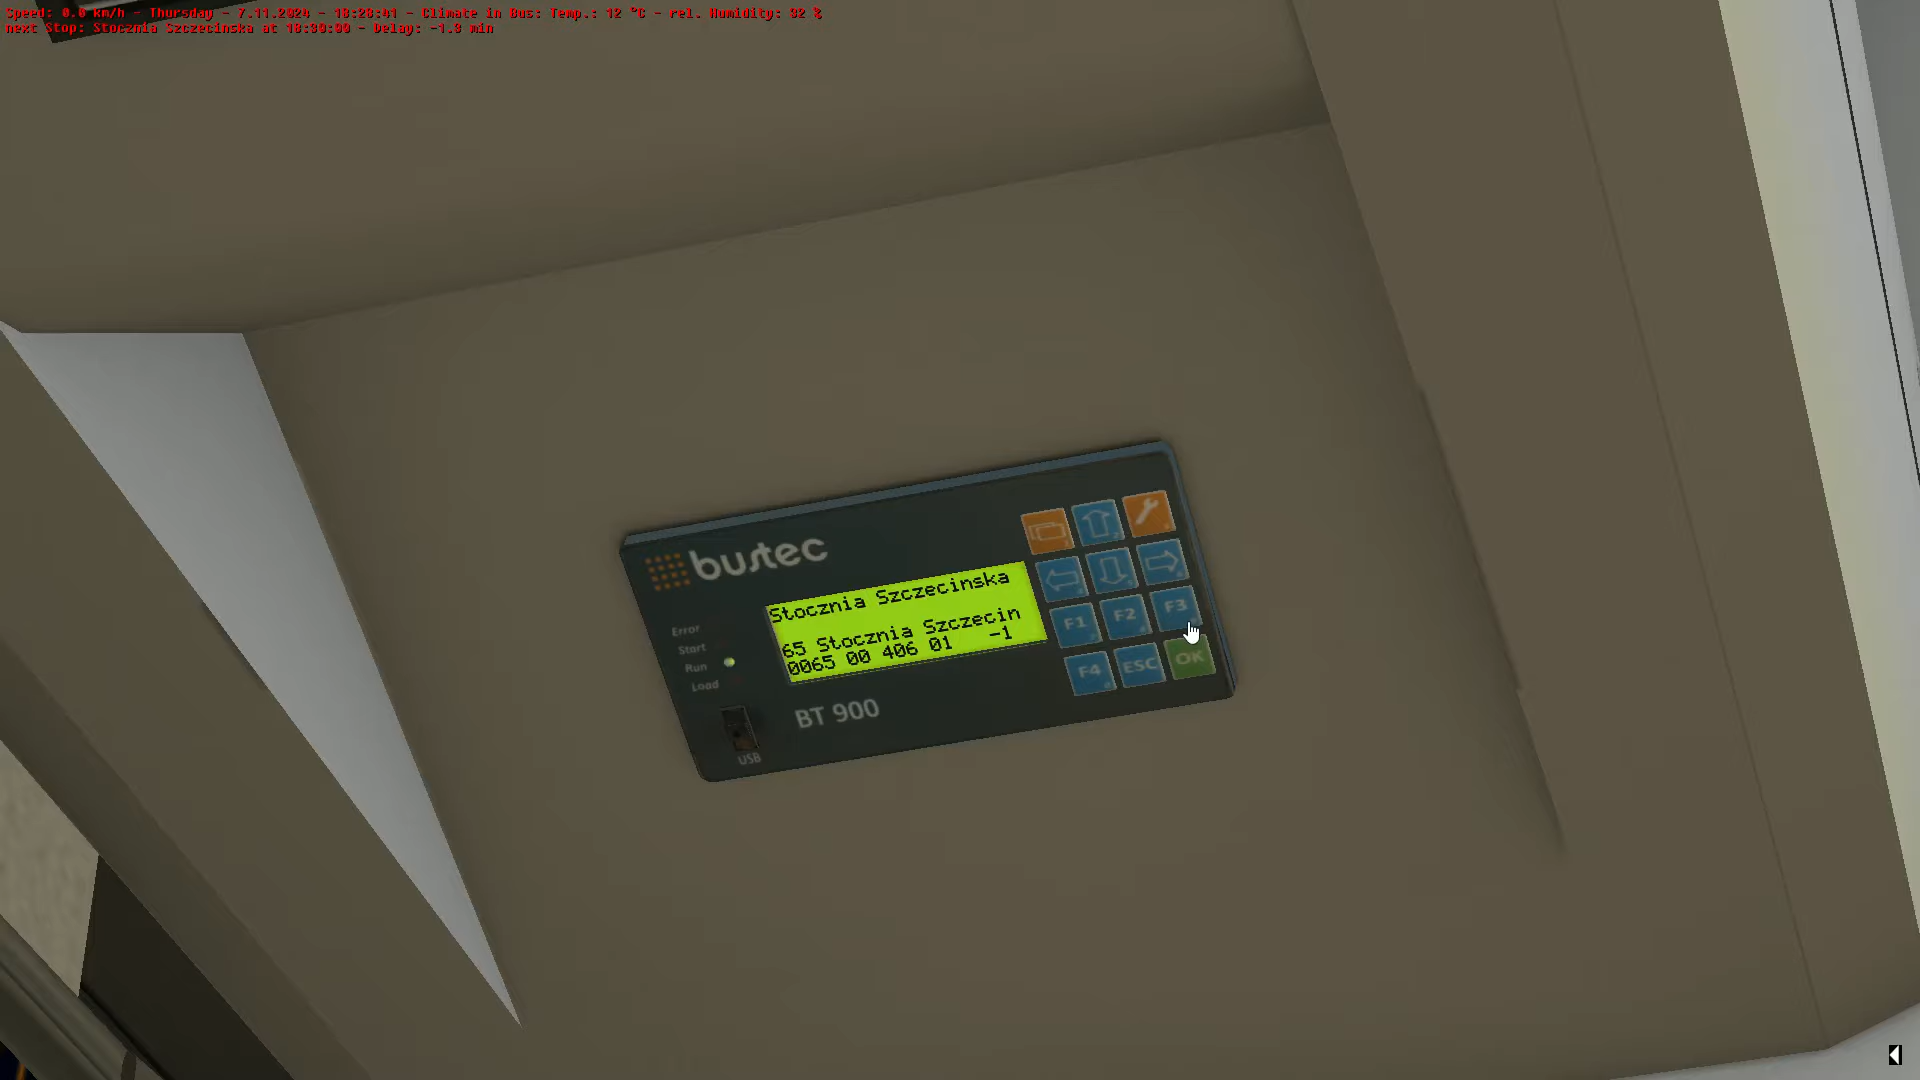 Speed: 0.0 km/h - Thursday - 7.11.2024 - 18:28:41 - Climate in Bus: Temp.: 12 °C - rel. Humidity: 32 %
next Stop: Stocznia Szczecinska at 18:30:00 - Delay: -1.3 min
bustec
Stocznia Szczecinska
65 Stocznia Szczecin
0065 00 406 01 -1
Error
Start
Run
Load
F1 F2 F3
F4 ESC OK
BT 900
USB